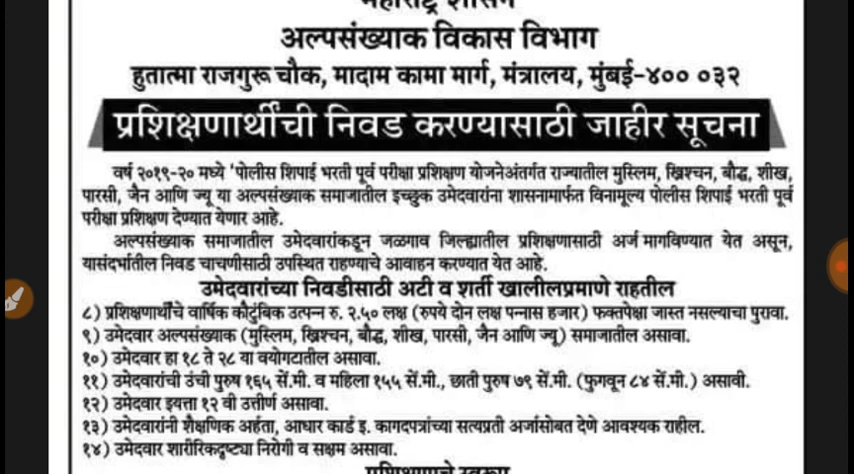 महाराष्ट्र शासन
अल्पसंख्याक विकास विभाग
हुतात्मा राजगुरू चौक, मादाम कामा मार्ग, मंत्रालय, मुंबई-४०० ०३२
प्रशिक्षणार्थींची निवड करण्यासाठी जाहीर सूचना
वर्ष २०१९-२० मध्ये 'पोलीस शिपाई भरती पूर्व परीक्षा प्रशिक्षण योजनेअंतर्गत राज्यातील मुस्लिम, ख्रिश्चन, बौद्ध, शीख,
पारसी, जैन आणि ज्यू या अल्पसंख्याक समाजातील इच्छुक उमेदवारांना शासनामार्फत विनामूल्य पोलीस शिपाई भरती पूर्व
परीक्षा प्रशिक्षण देण्यात येणार आहे.
अल्पसंख्याक समाजातील उमेदवारांकडून जळगाव जिल्ह्यातील प्रशिक्षणासाठी अर्ज मागविण्यात येत असून,
यासंदर्भातील निवड चाचणीसाठी उपस्थित राहण्याचे आवाहन करण्यात येत आहे.
उमेदवारांच्या निवडीसाठी अटी व शर्ती खालीलप्रमाणे राहतील
८) प्रशिक्षणार्थीचे वार्षिक कौटुंबिक उत्पन्न रु. २.५० लक्ष (रुपये दोन लक्ष पन्नास हजार) फक्तपेक्षा जास्त नसल्याचा पुरावा.
९) उमेदवार अल्पसंख्याक (मुस्लिम, ख्रिश्चन, बौद्ध, शीख, पारसी, जैन आणि ज्यू) समाजातील असावा.
१०) उमेदवार हा १८ ते २८ या वयोगटातील असावा.
११) उमेदवारांची उंची पुरुष १६५ सें.मी. व महिला १५५ सें.मी., छाती पुरुष ७९ सें.मी. (फुगवून ८४ सें.मी.) असावी.
१२) उमेदवार इयत्ता १२ वी उत्तीर्ण असावा.
१३) उमेदवारांनी शैक्षणिक अर्हता, आधार कार्ड इ. कागदपत्रांच्या सत्यप्रती अर्जासोबत देणे आवश्यक राहील.
१४) उमेदवार शारीरिकदृष्ट्या निरोगी व सक्षम असावा.